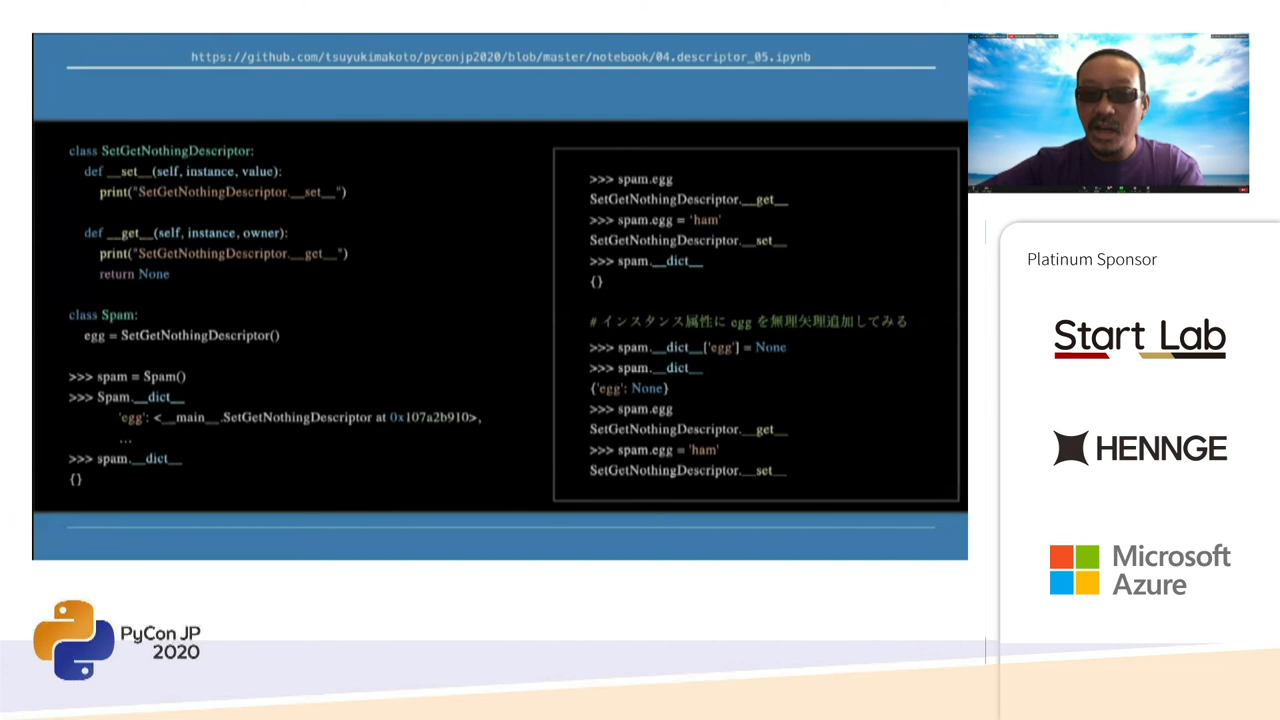 https://github.com/tsuyukimakoto/pyconjp2020/blob/master/notebook/04.descriptor_05.ipynb
class SetGetNothingDescriptor:
def __set__(self, instance, value):
print("SetGetNothingDescriptor.__set__")
def __get__(self, instance, owner):
print("SetGetNothingDescriptor.__get__")
return None
class Spam:
egg = SetGetNothingDescriptor()
>>> spam = Spam()
>>> Spam.__dict__
'egg': <__main__.SetGetNothingDescriptor at 0x107a2b910>,
...
>>> spam.__dict__
{}
>>> spam.egg
SetGetNothingDescriptor.__get__
>>> spam.egg = 'ham'
SetGetNothingDescriptor.__set__
>>> spam.__dict__
{}
# インスタンス属性に egg を無理矢理追加してみる
>>> spam.__dict__['egg'] = None
>>> spam.__dict__
{'egg': None}
>>> spam.egg
SetGetNothingDescriptor.__get__
>>> spam.egg = 'ham'
SetGetNothingDescriptor.__set__
Platinum Sponsor
Start Lab
HENNGE
Microsoft
Azure
PyCon JP
2020